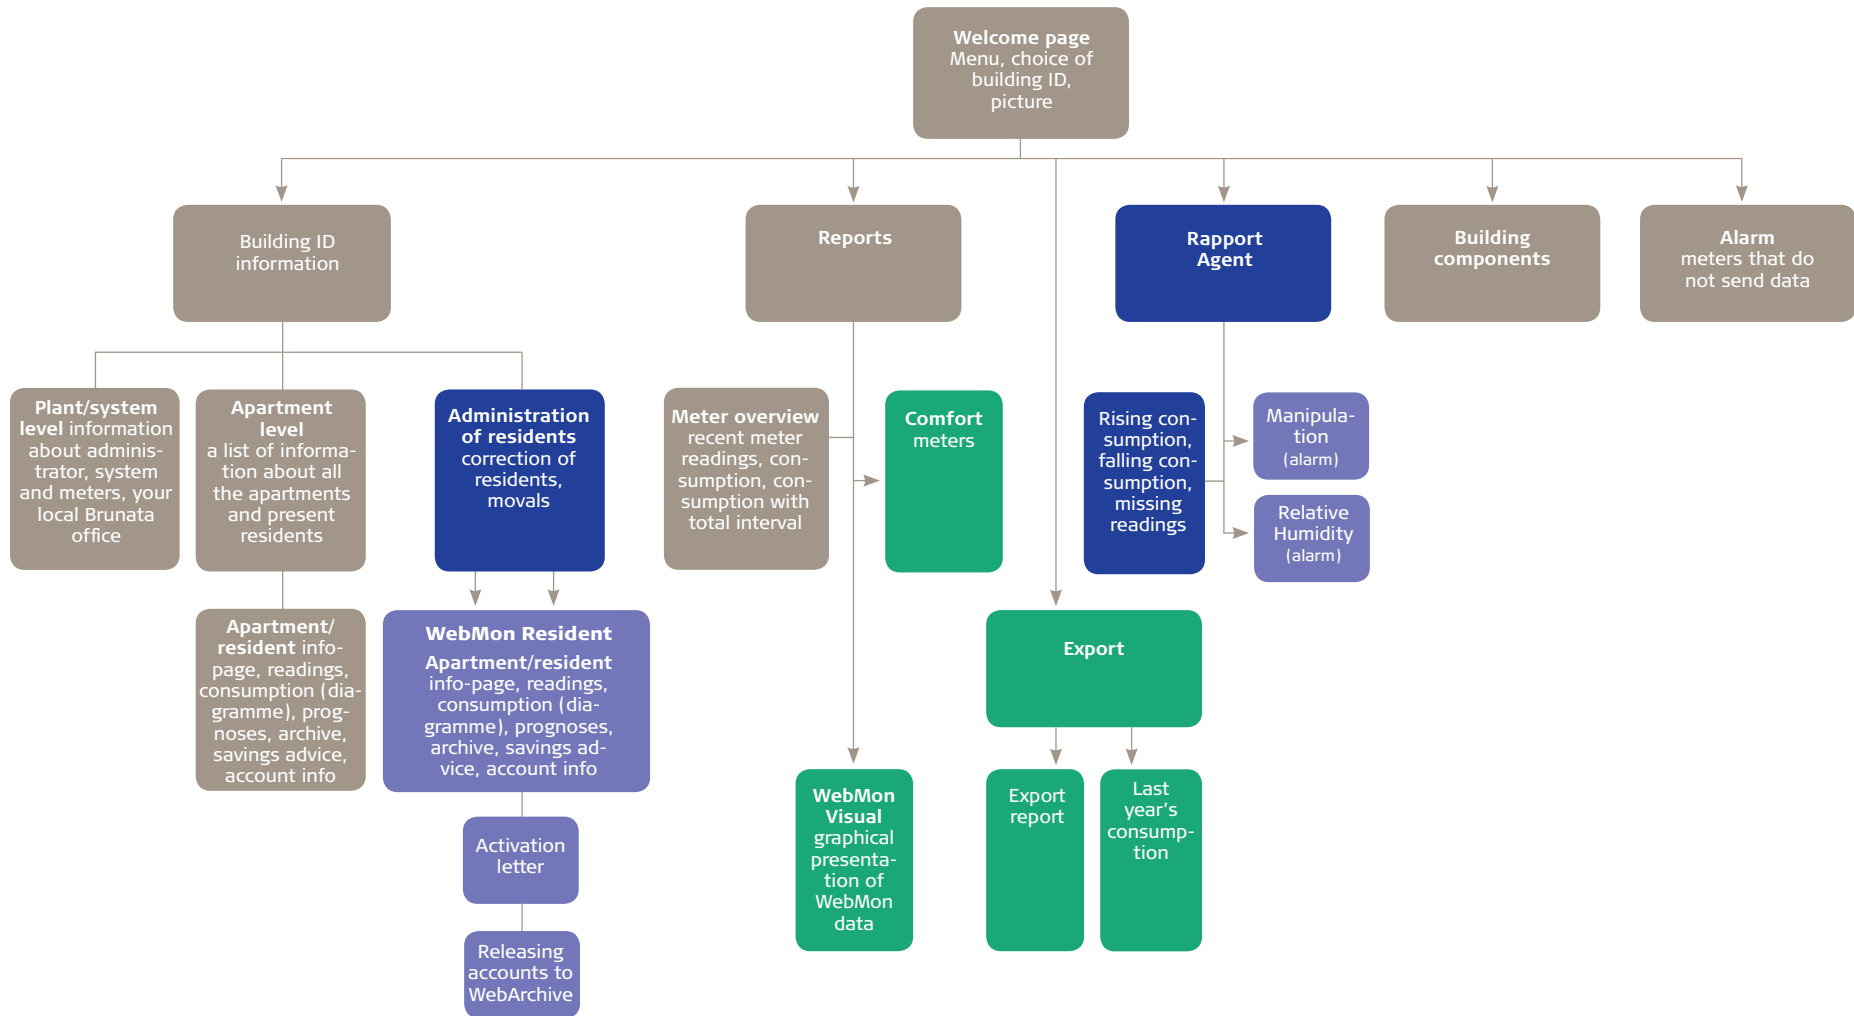 Welcome page
Menu, choice of
building ID,
picture
Building ID
information
Reports
Rapport
Agent
Building
components
Alarm
meters that do
not send data
Plant/system
level information
about adminis-
trator, system
and meters, your
local Brunata
office
Apartment
level
a list of informa-
tion about all
the apartments
and present
residents
Administration
of residents
correction of
residents,
movals
Meter overview
recent meter
readings, con-
sumption, con-
sumption with
total interval
Comfort
meters
Rising con-
sumption,
falling con-
sumption,
missing
readings
Manipula-
tion
(alarm)
Relative
Humidity
(alarm)
Apartment/
resident info-
page, readings,
consumption (dia-
gramme), prog-
noses, archive,
savings advice,
account info
WebMon Resident
Apartment/resident
info-page, readings,
consumption (dia-
gramme), prognoses,
archive, savings ad-
vice, account info
Export
WebMon
Visual
graphical
presenta-
tion of
WebMon
data
Export
report
Last
year's
consump-
tion
Activation
letter
Releasing
accounts to
WebArchive